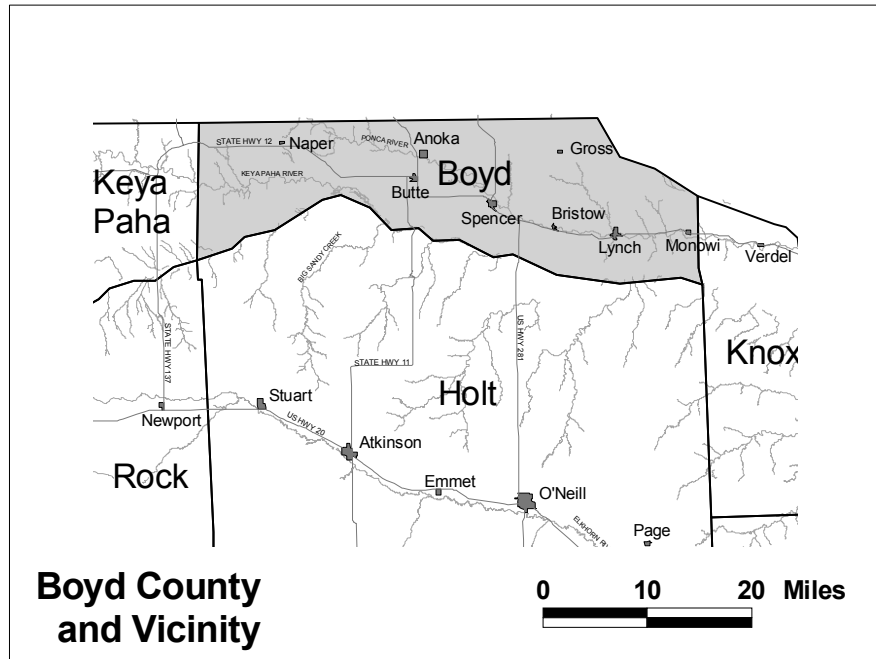 Anoka
PONCA RIVER
STATE HWY 12
Naper
Gross
Keya
Paha
KEYA PAHA RIVER
Boyd
Butte
Spencer
Bristow
Lynch
Monowi
Verdel
BIG SANDY CREEK
STATE HWY 137
US HWY 281
Knox
STATE HWY 11
Holt
Stuart
Newport
US HWY 20
Atkinson
Rock
Emmet
O'Neill
ELKHORN RIV
Page
Boyd County
and Vicinity
0 10 20 Miles